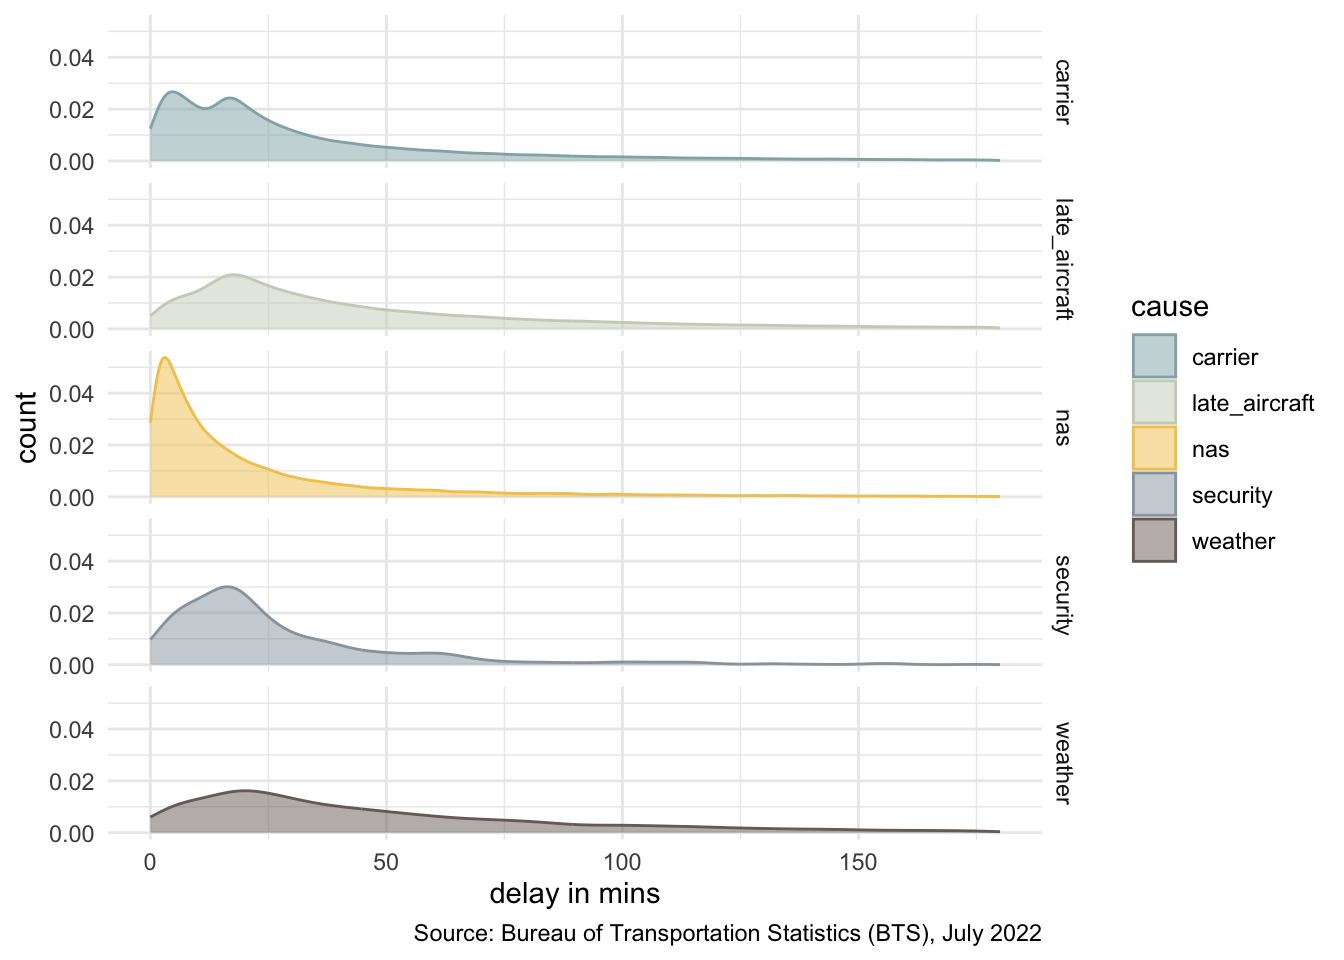 0.04
0.02
0.00
carrier
0.04
0.02
0.00
late_aircraft
0.04
0.02
0.00
nas
0.04
0.02
0.00
security
0.04
0.02
0.00
weather
count
0 50 100 150
delay in mins
Source: Bureau of Transportation Statistics (BTS), July 2022
cause
carrier
late_aircraft
nas
security
weather